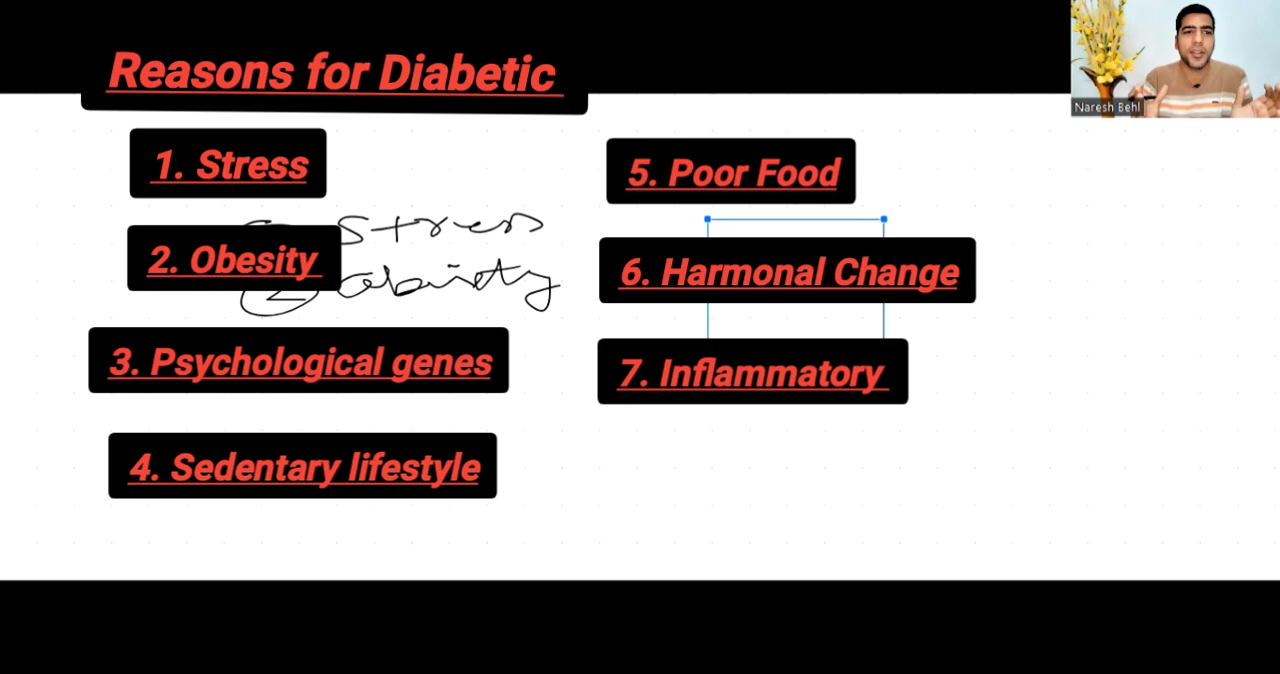 Reasons for Diabetic
Naresh Behl
1. Stress
Stress
2. Obesity
obisity
3. Psychological genes
4. Sedentary lifestyle
5. Poor Food
6. Harmonal Change
7. Inflammatory